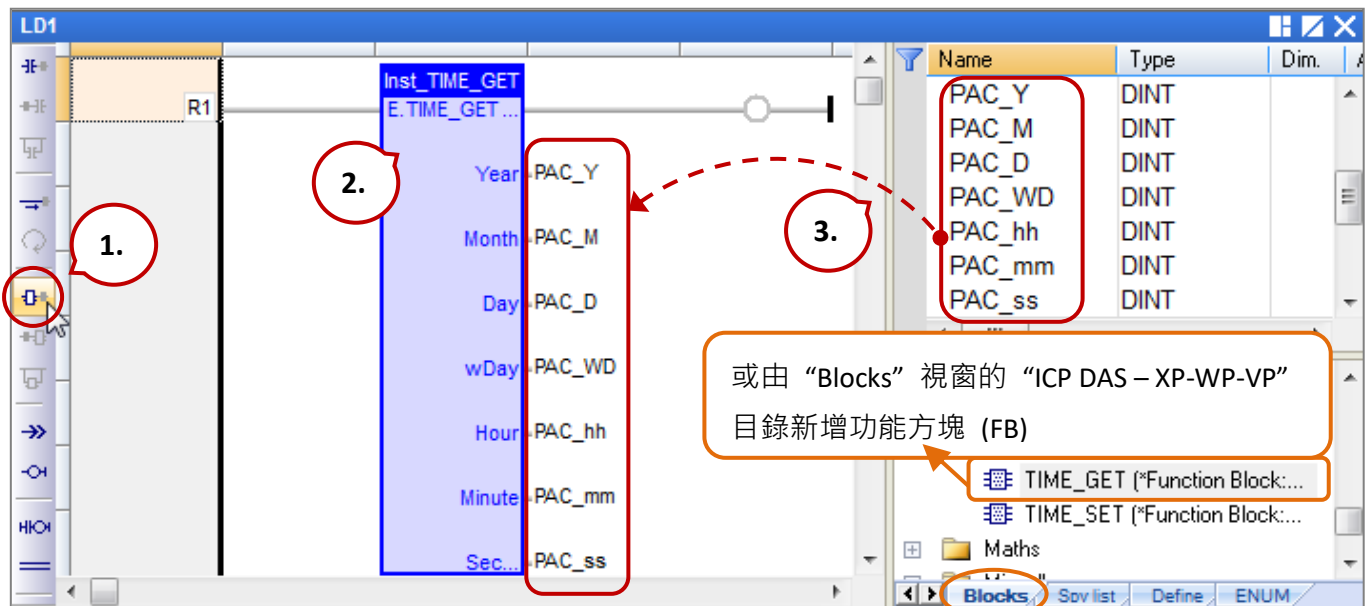 LD1
R1
Inst_TIME_GET
E. TIME_GET ...
Year PAC_Y
Month PAC_M
Day PAC_D
wDay PAC_WD
Hour PAC_hh
Minute PAC_mm
Sec... PAC_ss
1.
2.
3.
Name Type Dim.
PAC_Y DINT
PAC_M DINT
PAC_D DINT
PAC_WD DINT
PAC_hh DINT
PAC_mm DINT
PAC_ss DINT
或由 “Blocks” 視窗的 “ICP DAS – XP-WP-VP”
目錄新增功能方塊 (FB)
TIME_GET (*Function Block:...
TIME_SET (*Function Block:...
Maths
Blocks Spy list Define ENUM